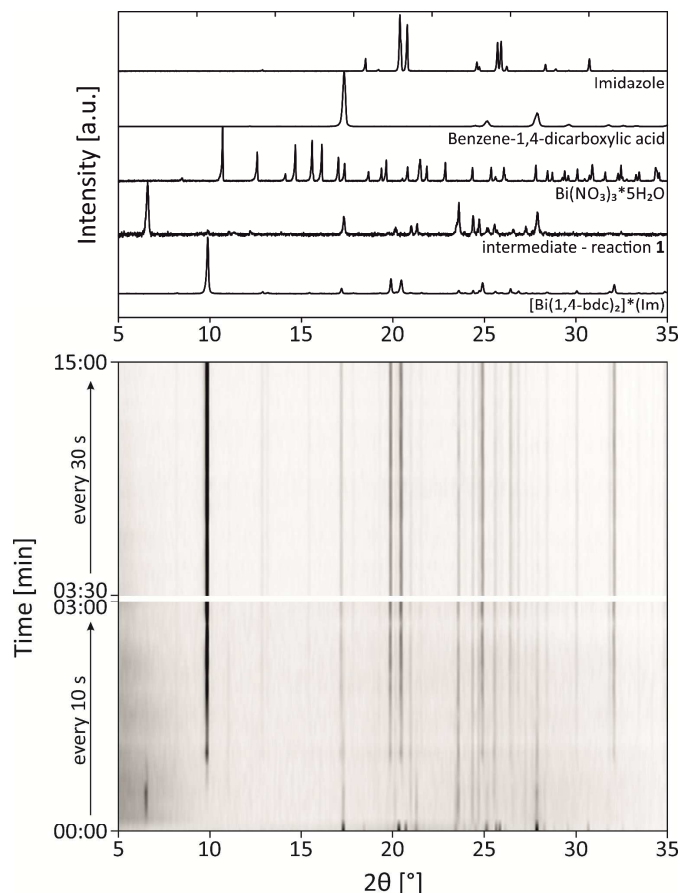 Intensity [a.u.]
Imidazole
Benzene-1,4-dicarboxylic acid
Bi(NO₃)₃*5H₂O
intermediate - reaction 1
[Bi(1,4-bdc)₂]*(Im)
5 10 15 20 25 30 35
Time [min]
15:00
every 30 s
03:30
03:00
every 10 s
00:00
5 10 15 20 25 30 35
2θ [°]